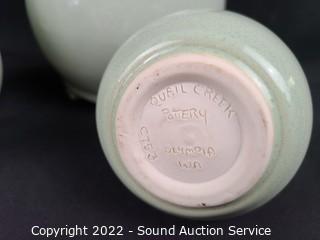 QUAIL CREEK
POTTERY
OLYMPIA
WA
Copyright 2022 - Sound Auction Service